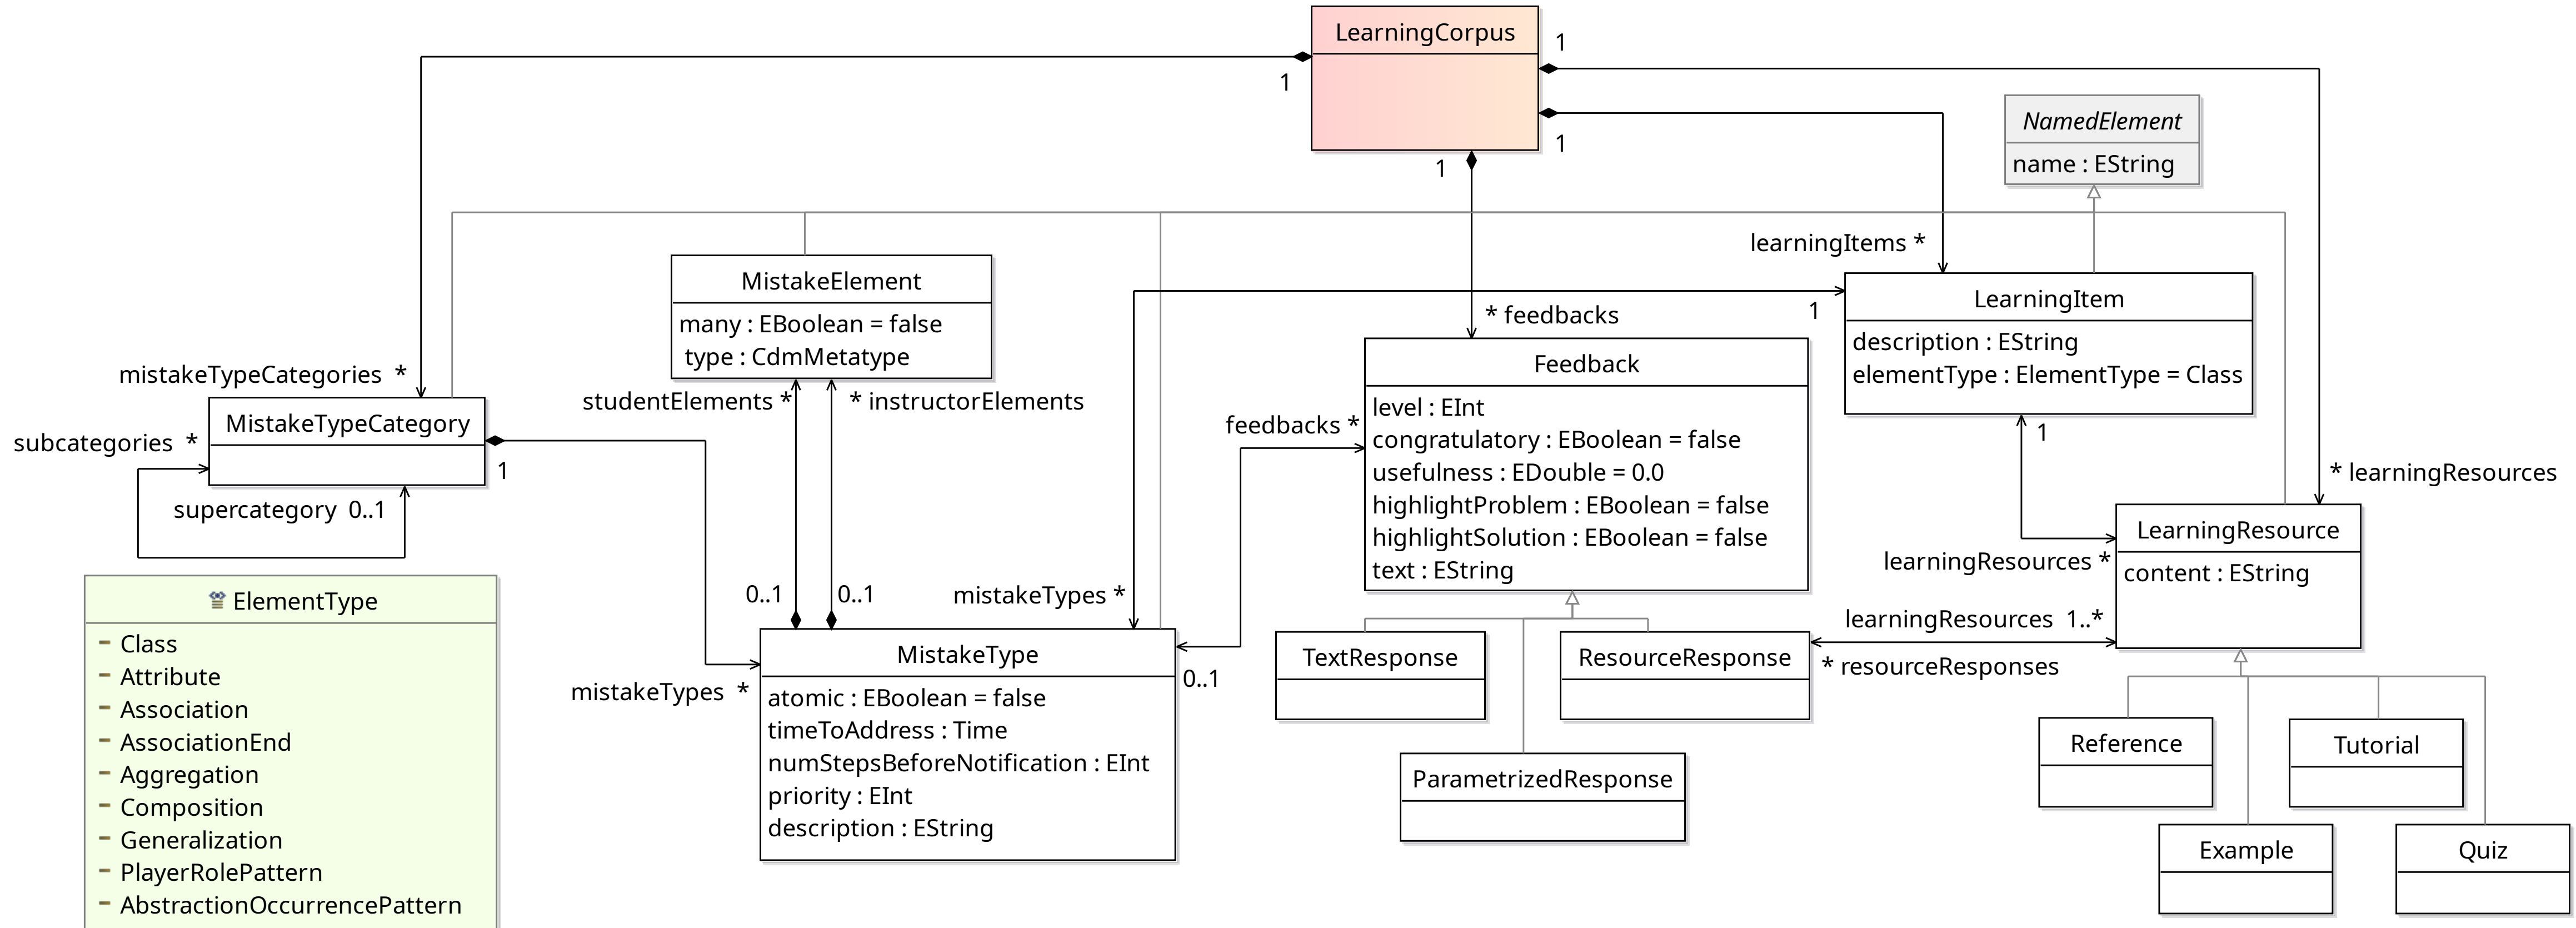 LearningCorpus
1
1
1
1
NamedElement
name : EString
learningItems *
MistakeElement
many : EBoolean = false
type : CdmMetatype
LearningItem
description : EString
elementType : ElementType = Class
1
* feedbacks
Feedback
level : EInt
congratulatory : EBoolean = false
usefulness : EDouble = 0.0
highlightProblem : EBoolean = false
highlightSolution : EBoolean = false
text : EString
mistakeTypeCategories *
studentElements *
* instructorElements
MistakeTypeCategory
subcategories *
1
supercategory 0..1
feedbacks *
1
* learningResources
LearningResource
content : EString
learningResources *
ElementType
Class
Attribute
Association
AssociationEnd
Aggregation
Composition
Generalization
PlayerRolePattern
AbstractionOccurrencePattern
0..1
0..1
mistakeTypes *
learningResources 1..*
* resourceResponses
MistakeType
atomic : EBoolean = false
timeToAddress : Time
numStepsBeforeNotification : EInt
priority : EInt
description : EString
mistakeTypes *
0..1
TextResponse
ResourceResponse
ParametrizedResponse
Reference
Tutorial
Example
Quiz